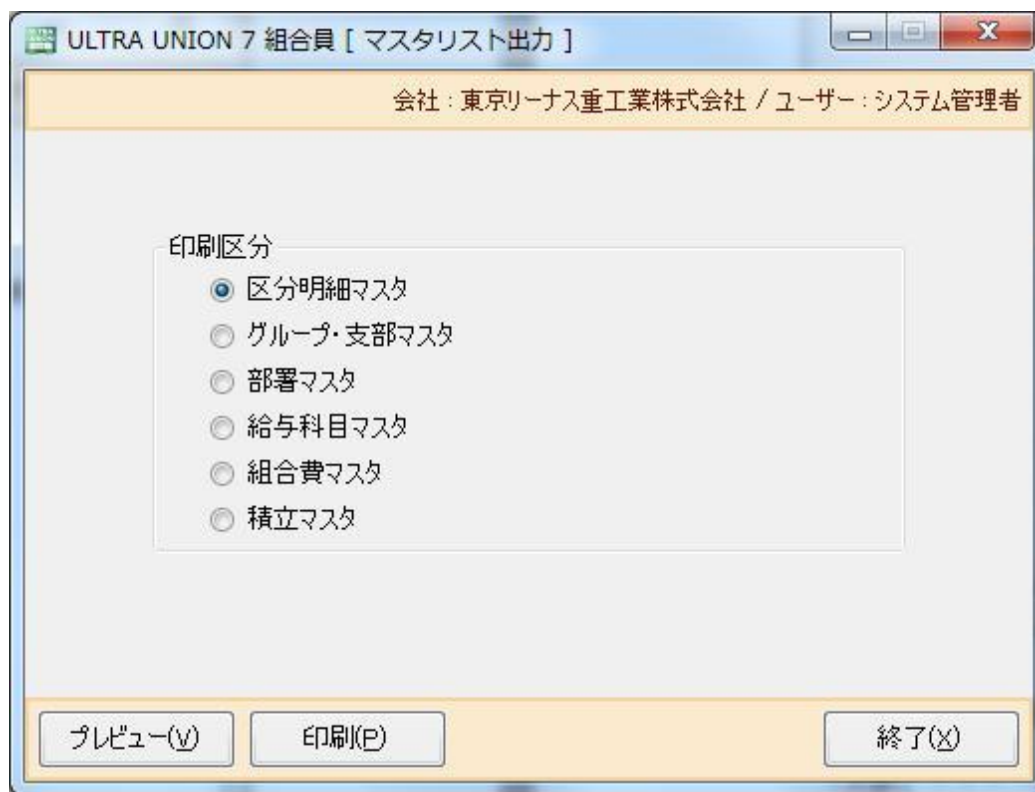 ULTRA UNION 7 組合員 [ マスタリスト出力 ]
会社 : 東京リーナス重工業株式会社 / ユーザー : システム管理者
印刷区分
区分明細マスタ
グループ・支部マスタ
部署マスタ
給与科目マスタ
組合費マスタ
積立マスタ
プレビュー(V) 印刷(P) 終了(X)